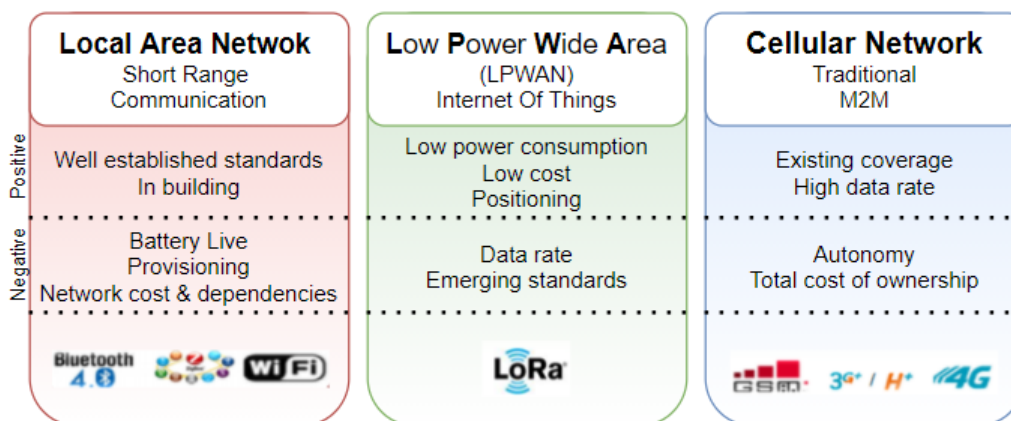 Local Area Netwok
Short Range
Communication
Low Power Wide Area
(LPWAN)
Internet Of Things
Cellular Network
Traditional
M2M
Positive
Well established standards
In building
Low power consumption
Low cost
Positioning
Existing coverage
High data rate
Negative
Battery Live
Provisioning
Network cost & dependencies
Data rate
Emerging standards
Autonomy
Total cost of ownership
Bluetooth
4.0
WiFi
LoRa
GSM
3G+ / H+
4G